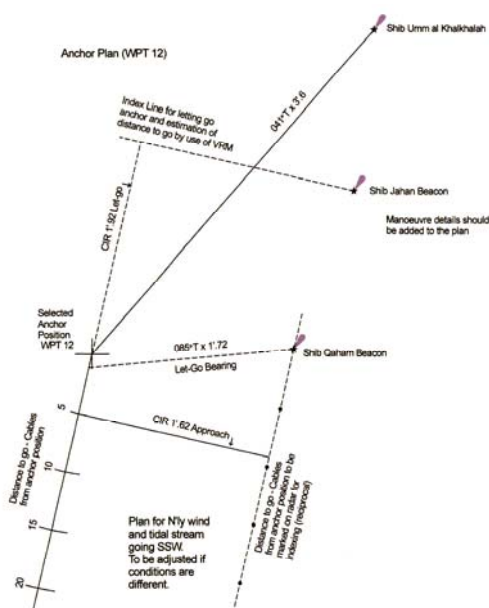 Shib Umm al Khalkhalah
Anchor Plan (WPT 12)
041°T x 3'.6
Index Line for letting go
anchor and estimation of
distance to go by use of VRM
Shib Jahan Beacon
Manoeuvre details should
be added to the plan
CIR 1'.92 Let-go
Selected
Anchor
Position
WPT 12
085°T x 1'.72
Let-Go Bearing
Shib Qaham Beacon
5
CIR 1'.62 Approach
10
15
20
Distance to go - Cables
from anchor position
Plan for N'ly wind
and tidal stream
going SSW.
To be adjusted if
conditions are
different.
Distance to go - Cables
from anchor position to be
marked on radar for
indexing (reciprocal)